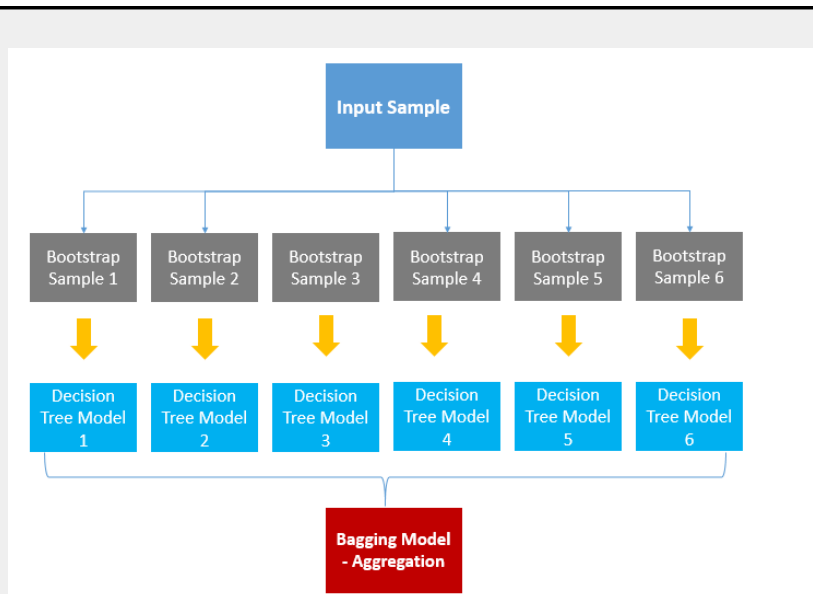 Input Sample
Bootstrap
Sample 1
Bootstrap
Sample 2
Bootstrap
Sample 3
Bootstrap
Sample 4
Bootstrap
Sample 5
Bootstrap
Sample 6
Decision
Tree Model
1
Decision
Tree Model
2
Decision
Tree Model
3
Decision
Tree Model
4
Decision
Tree Model
5
Decision
Tree Model
6
Bagging Model
- Aggregation